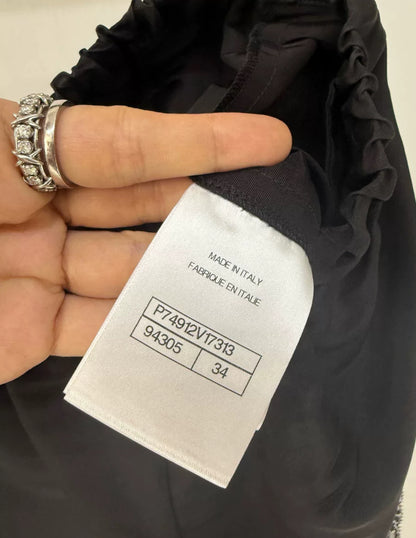 MADE IN ITALY
FABRIQUE EN ITALIE
P74912V17313
94305 34